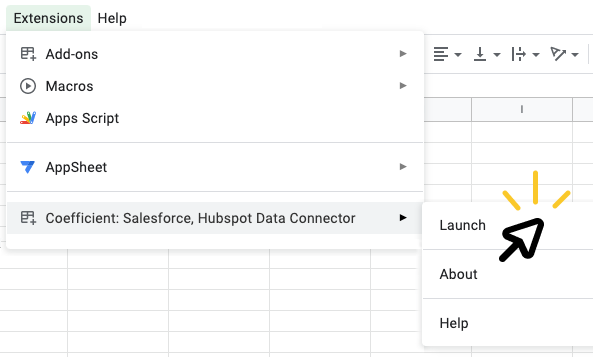 Extensions Help
Add-ons
Macros
Apps Script
I
AppSheet
Coefficient: Salesforce, Hubspot Data Connector
Launch
About
Help